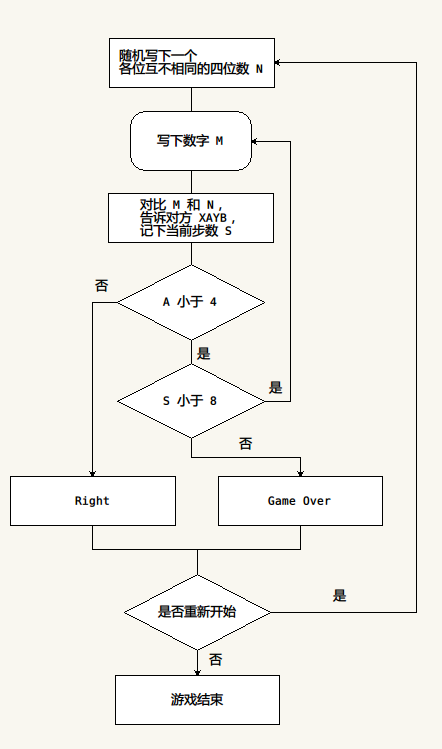 随机写下一个
各位互不相同的四位数 N
写下数字 M
对比 M 和 N,
告诉对方 XAYB,
记下当前步数 S
否
A 小于 4
是
S 小于 8
是
否
Right
Game Over
是
是否重新开始
否
游戏结束